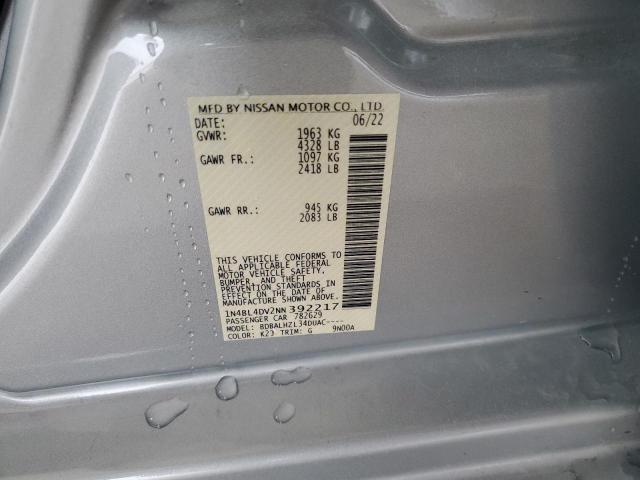 MFD BY NISSAN MOTOR CO., LTD
DATE: 06/22
GVWR: 1963 KG
4328 LB
GAWR FR.: 1097 KG
2418 LB
GAWR RR.: 945 KG
2083 LB
THIS VEHICLE CONFORMS TO
ALL APPLICABLE FEDERAL
MOTOR VEHICLE SAFETY,
BUMPER, AND THEFT
PREVENTION STANDARDS IN
EFFECT ON THE DATE OF
MANUFACTURE SHOWN ABOVE.
1N4BL4DV2NN392217
PASSENGER CAR 782629
MODEL: BDBALHZL34DUAC----
COLOR: K23 TRIM: G 9N00A